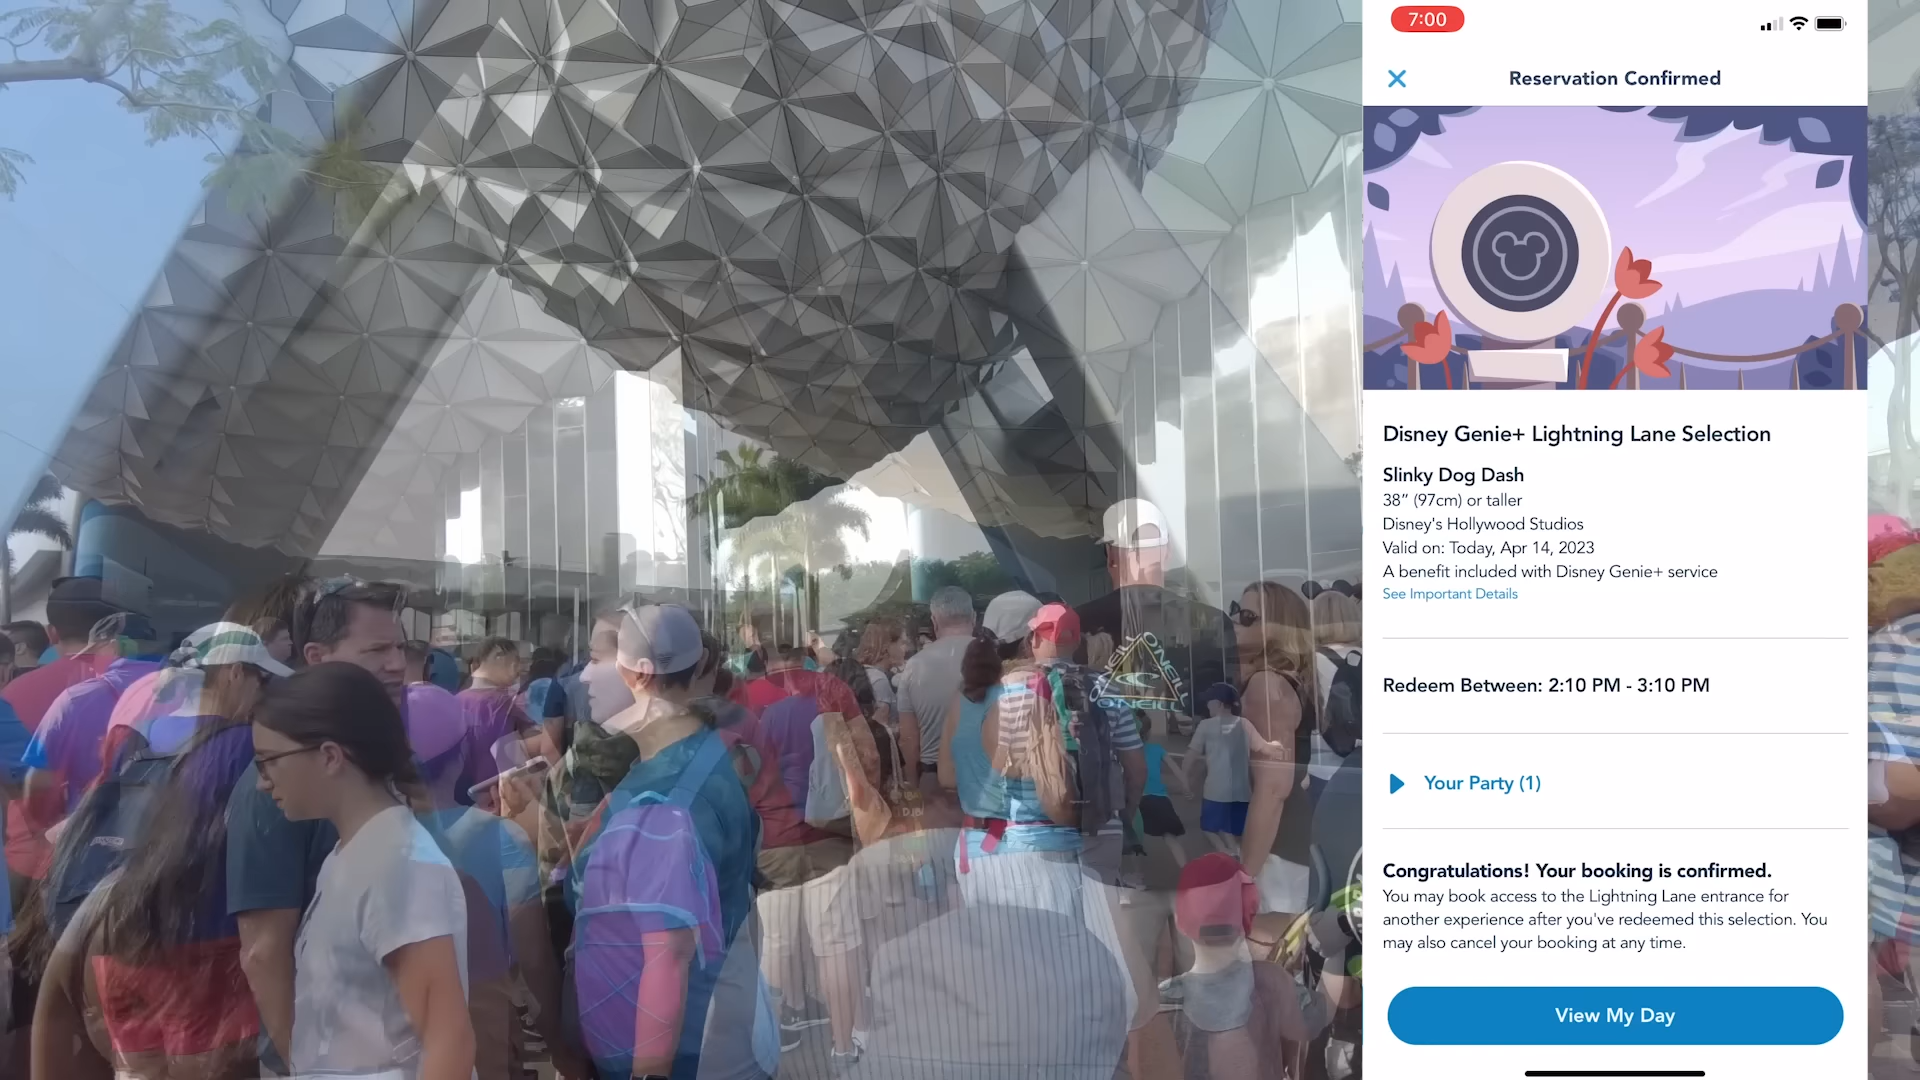 7:00
Reservation Confirmed
Disney Genie+ Lightning Lane Selection
Slinky Dog Dash
38” (97cm) or taller
Disney's Hollywood Studios
Valid on: Today, Apr 14, 2023
A benefit included with Disney Genie+ service
See Important Details
Redeem Between: 2:10 PM - 3:10 PM
Your Party (1)
Congratulations! Your booking is confirmed.
You may book access to the Lightning Lane entrance for
another experience after you've redeemed this selection. You
may also cancel your booking at any time.
View My Day
O'NEILL
O'NEILL
O'NEILL